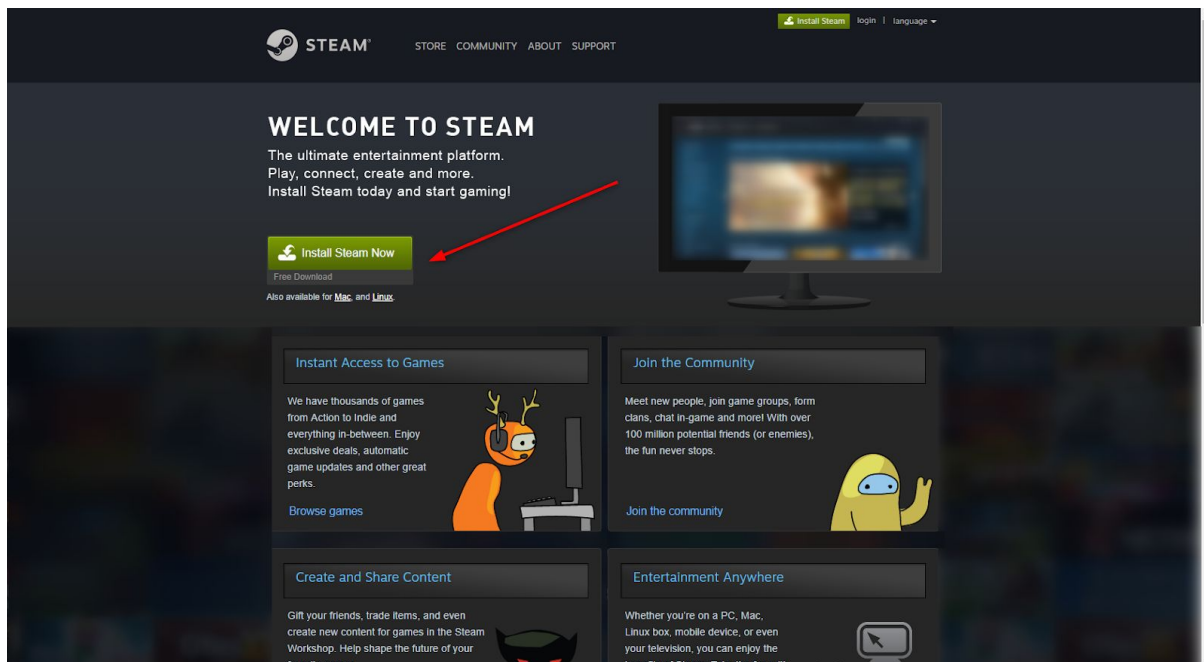 Install Steam login | language
STEAM®
STORE COMMUNITY ABOUT SUPPORT
WELCOME TO STEAM
The ultimate entertainment platform.
Play, connect, create and more.
Install Steam today and start gaming!
Install Steam Now
Free Download
Also available for Mac, and Linux.
Instant Access to Games
We have thousands of games
from Action to Indie and
everything in-between. Enjoy
exclusive deals, automatic
game updates and other great
perks.
Browse games
Join the Community
Meet new people, join game groups, form
clans, chat in-game and more! With over
100 million potential friends (or enemies),
the fun never stops.
Join the community
Create and Share Content
Gift your friends, trade items, and even
create new content for games in the Steam
Workshop. Help shape the future of your
Entertainment Anywhere
Whether you're on a PC, Mac,
Linux box, mobile device, or even
your television, you can enjoy the